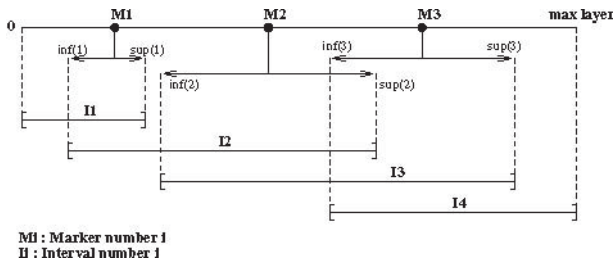 0 M1 M2 M3 max layer
inf(1) sup(1) inf(3) sup(3)
inf(2) sup(2)
I1
I2
I3
I4
Mi : Marker number i
Ii : Interval number i